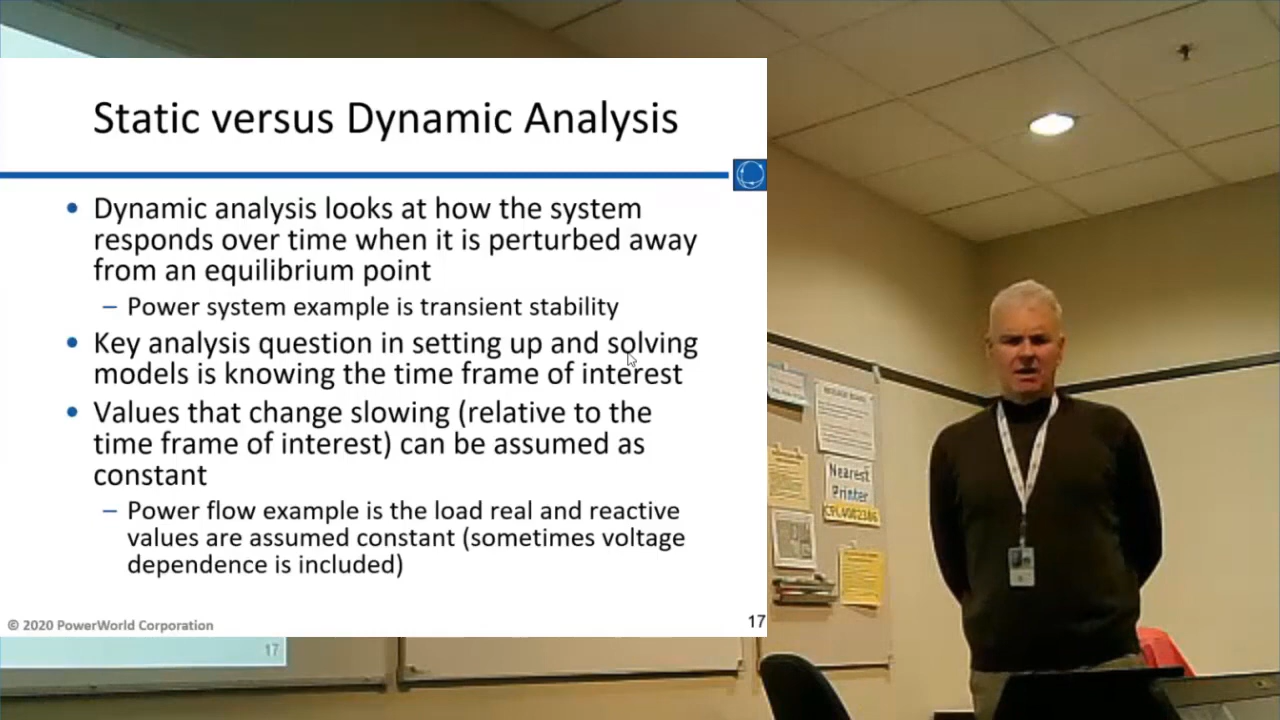 Static versus Dynamic Analysis
• Dynamic analysis looks at how the system
responds over time when it is perturbed away
from an equilibrium point
– Power system example is transient stability
• Key analysis question in setting up and solving
models is knowing the time frame of interest
• Values that change slowing (relative to the
time frame of interest) can be assumed as
constant
– Power flow example is the load real and reactive
values are assumed constant (sometimes voltage
dependence is included)
© 2020 PowerWorld Corporation
17
17
Nearest
Printer